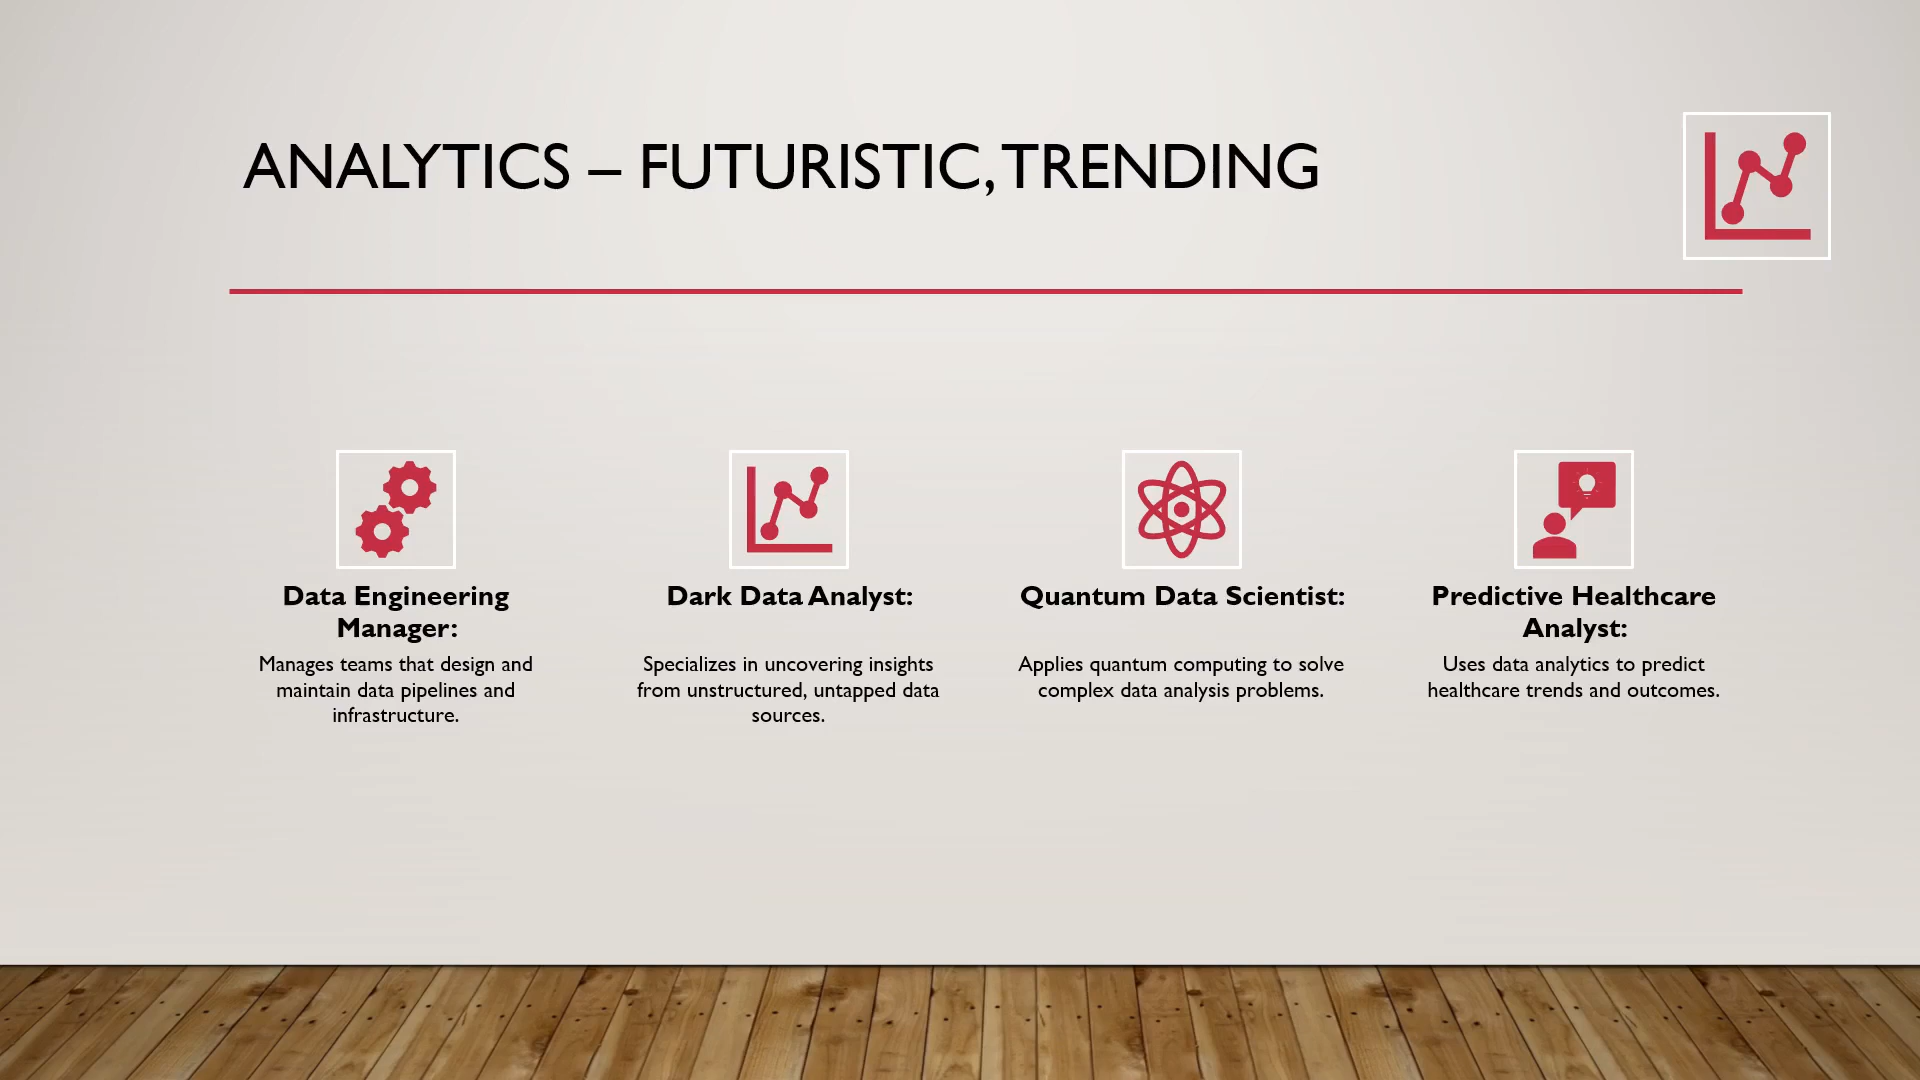 ANALYTICS – FUTURISTIC, TRENDING
Data Engineering
Manager:
Manages teams that design and
maintain data pipelines and
infrastructure.
Dark Data Analyst:
Specializes in uncovering insights
from unstructured, untapped data
sources.
Quantum Data Scientist:
Applies quantum computing to solve
complex data analysis problems.
Predictive Healthcare
Analyst:
Uses data analytics to predict
healthcare trends and outcomes.